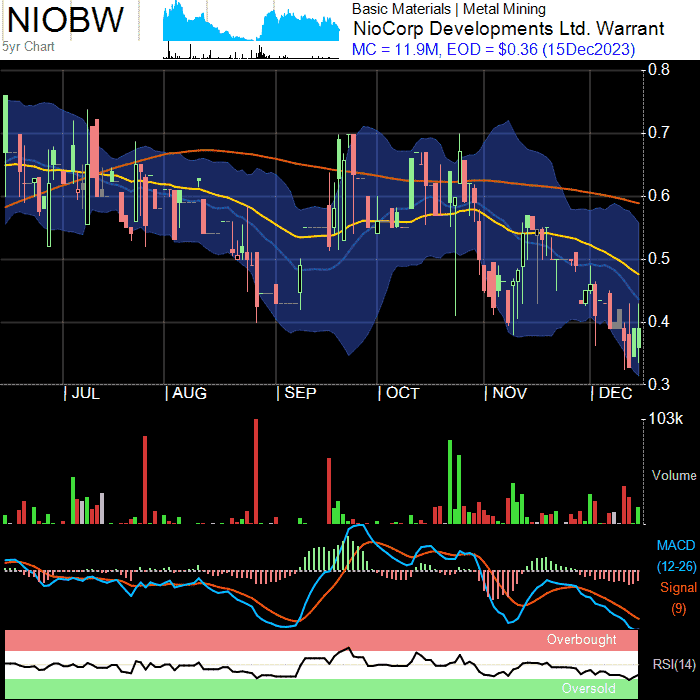 NIOBW
5yr Chart
Basic Materials | Metal Mining
NioCorp Developments Ltd. Warrant
MC = 11.9M, EOD = $0.36 (15Dec2023)
0.8
0.7
0.6
0.5
0.4
0.3
| JUL | AUG | SEP | OCT | NOV | DEC
103k
Volume
MACD
(12-26)
Signal
(9)
Overbought
RSI(14)
Oversold